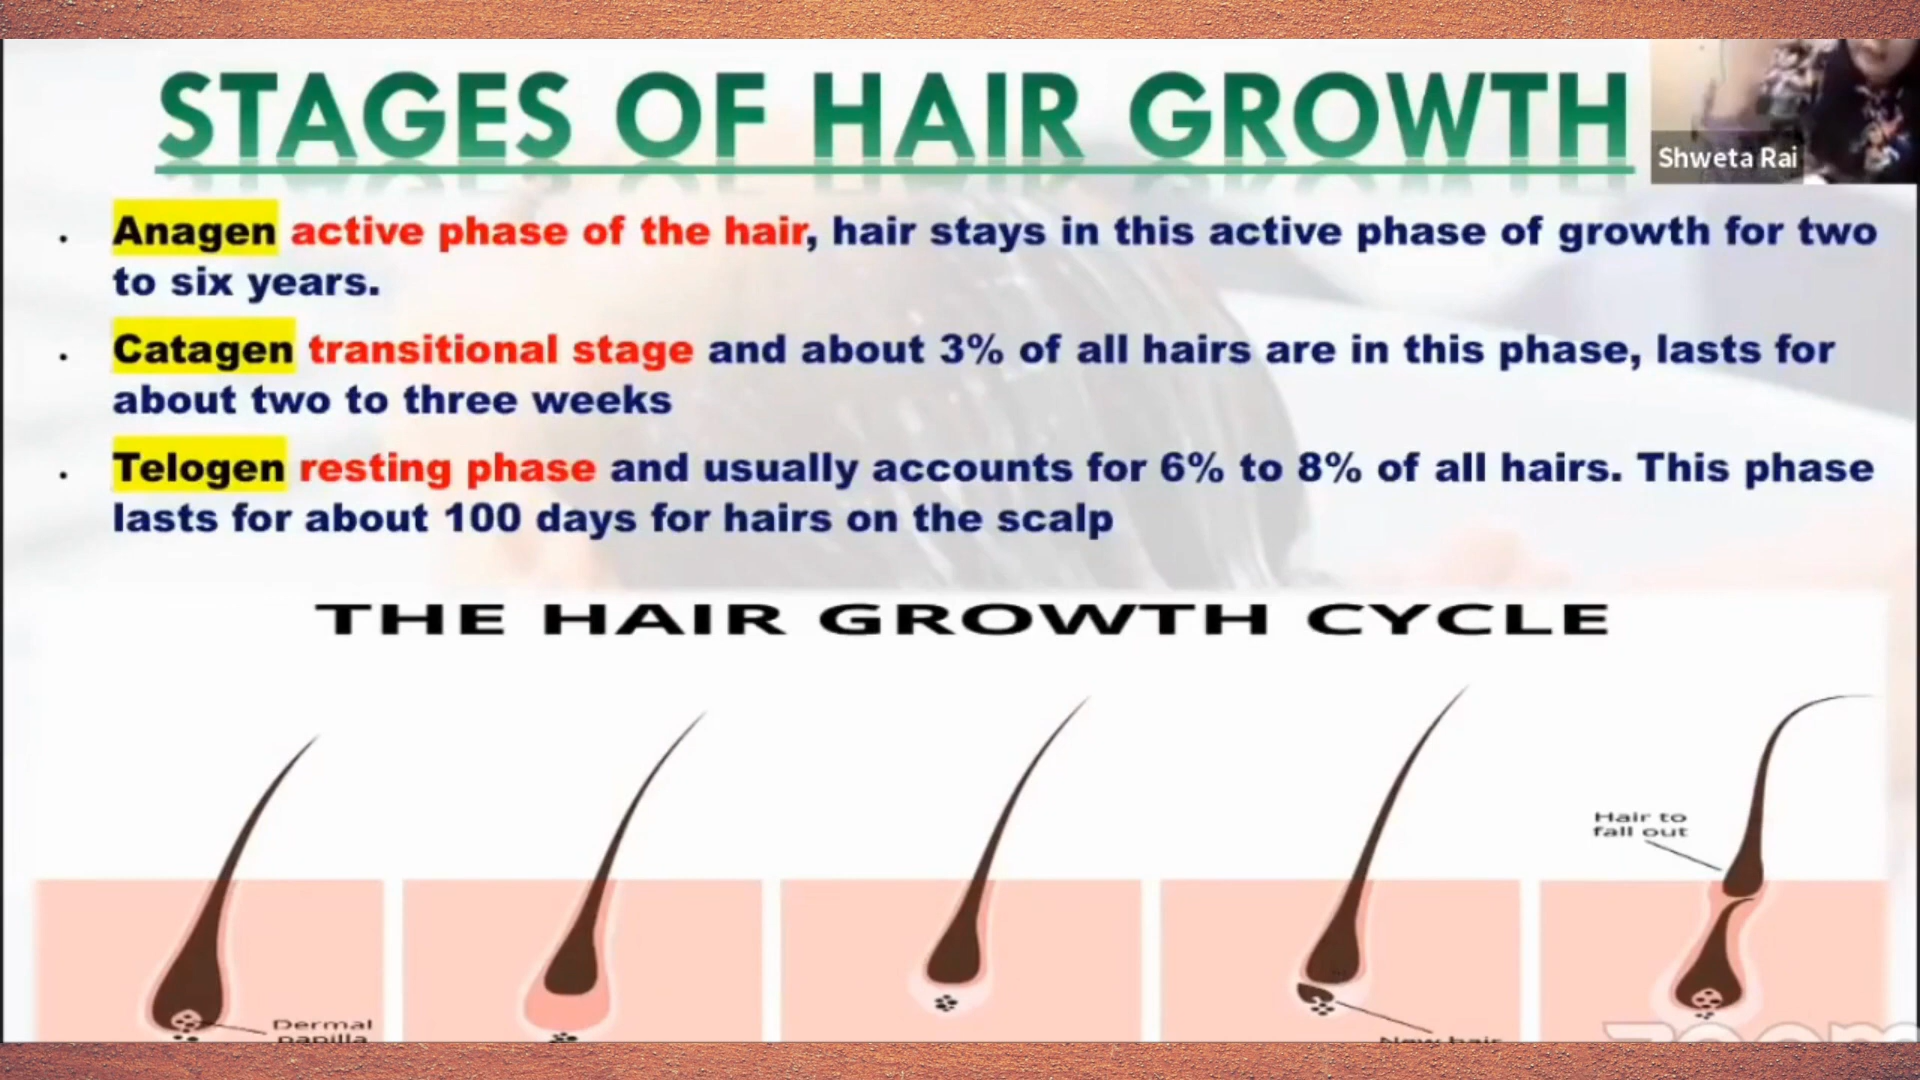 STAGES OF HAIR GROWTH
Shweta Rai
Anagen active phase of the hair, hair stays in this active phase of growth for two
to six years.
Catagen transitional stage and about 3% of all hairs are in this phase, lasts for
about two to three weeks
Telogen resting phase and usually accounts for 6% to 8% of all hairs. This phase
lasts for about 100 days for hairs on the scalp
THE HAIR GROWTH CYCLE
Hair to
fall out
Dermal
papilla
New hair
zoom